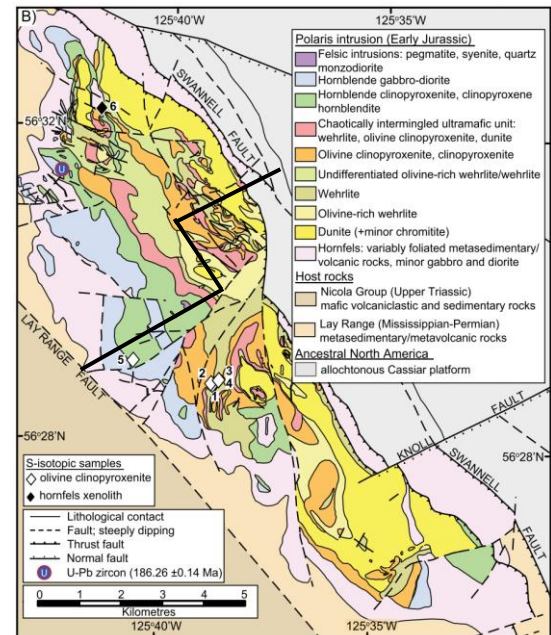 B)
125°40'W
125°35'W
56°32'N
6
U
SWANNELL
FAULT
Polaris intrusion (Early Jurassic)
Felsic intrusions: pegmatite, syenite, quartz
monzodiorite
Hornblende gabbro-diorite
Hornblende clinopyroxenite, clinopyroxene
hornblendite
Chaotically intermingled ultramafic unit:
wehrlite, olivine clinopyroxenite, dunite
Olivine clinopyroxenite, clinopyroxenite
Undifferentiated olivine-rich wehrlite/wehrlite
Wehrlite
Olivine-rich wehrlite
Dunite (+minor chromitite)
Hornfels: variably foliated metasedimentary/
volcanic rocks, minor gabbro and diorite
Host rocks
Nicola Group (Upper Triassic)
mafic volcaniclastic and sedimentary rocks
Lay Range (Mississippian-Permian)
metasedimentary/metavolcanic rocks
Ancestral North America
allochtonous Cassiar platform
LAY RANGE
FAULT
5
2
3
4
1
56°28'N
56°28'N
KNOLL
FAULT
SWANNELL
FAULT
S-isotopic samples
olivine clinopyroxenite
hornfels xenolith
Lithological contact
Fault; steeply dipping
Thrust fault
Normal fault
U
U-Pb zircon (186.26 ±0.14 Ma)
0 1 2 3 4 5
Kilometres
125°40'W
125°35'W